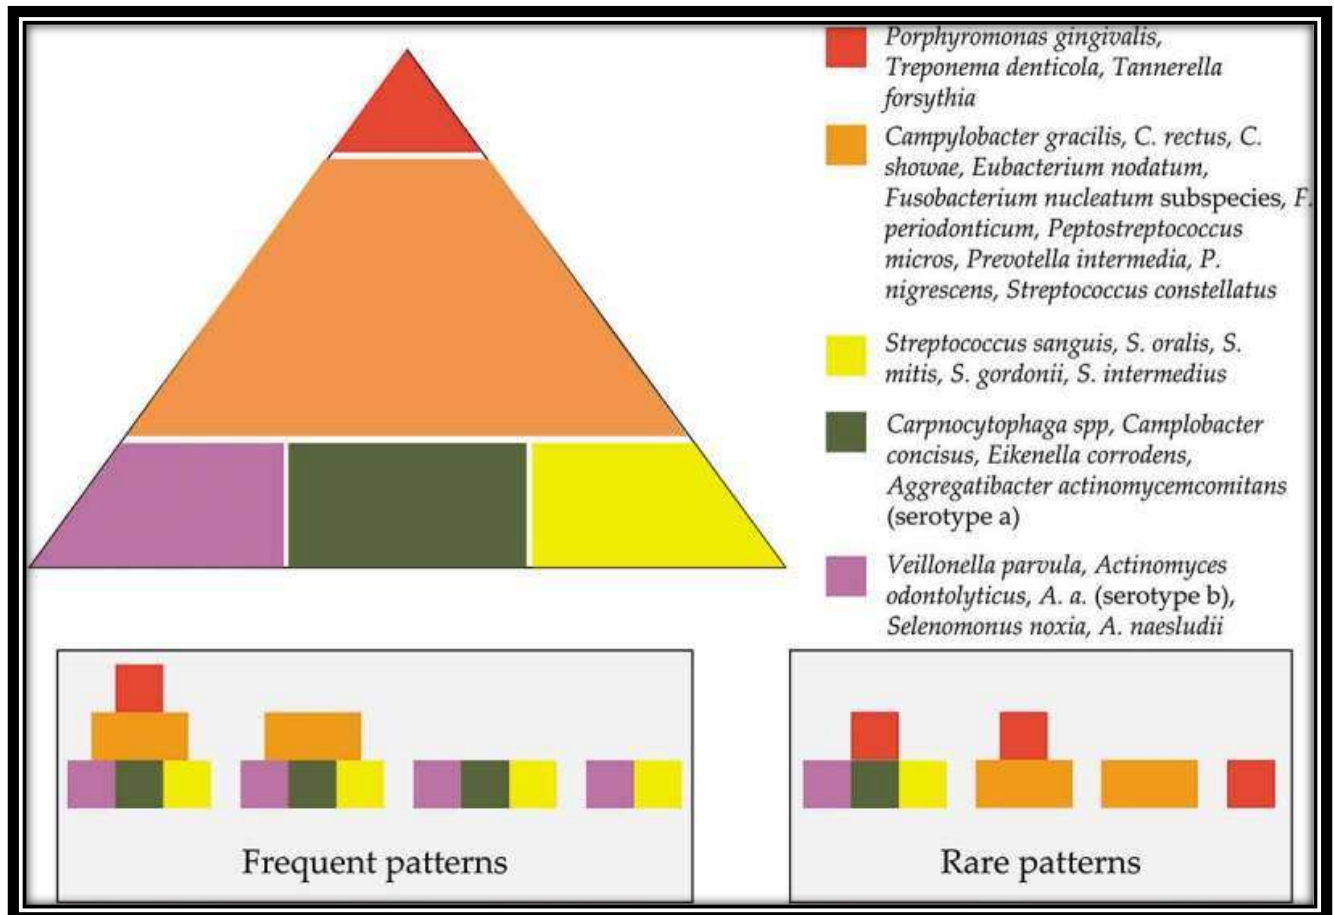 Porphyromonas gingivalis,
Treponema denticola, Tannerella
forsythia
Campylobacter gracilis, C. rectus, C.
showae, Eubacterium nodatum,
Fusobacterium nucleatum subspecies, F.
periodonticum, Peptostreptococcus
micros, Prevotella intermedia, P.
nigrescens, Streptococcus constellatus
Streptococcus sanguis, S. oralis, S.
mitis, S. gordonii, S. intermedius
Carpnocytophaga spp, Camplobacter
concisus, Eikenella corrodens,
Aggregatibacter actinomycemcomitans
(serotype a)
Veillonella parvula, Actinomyces
odontolyticus, A. a. (serotype b),
Selenomonus noxia, A. naesludii
Frequent patterns
Rare patterns